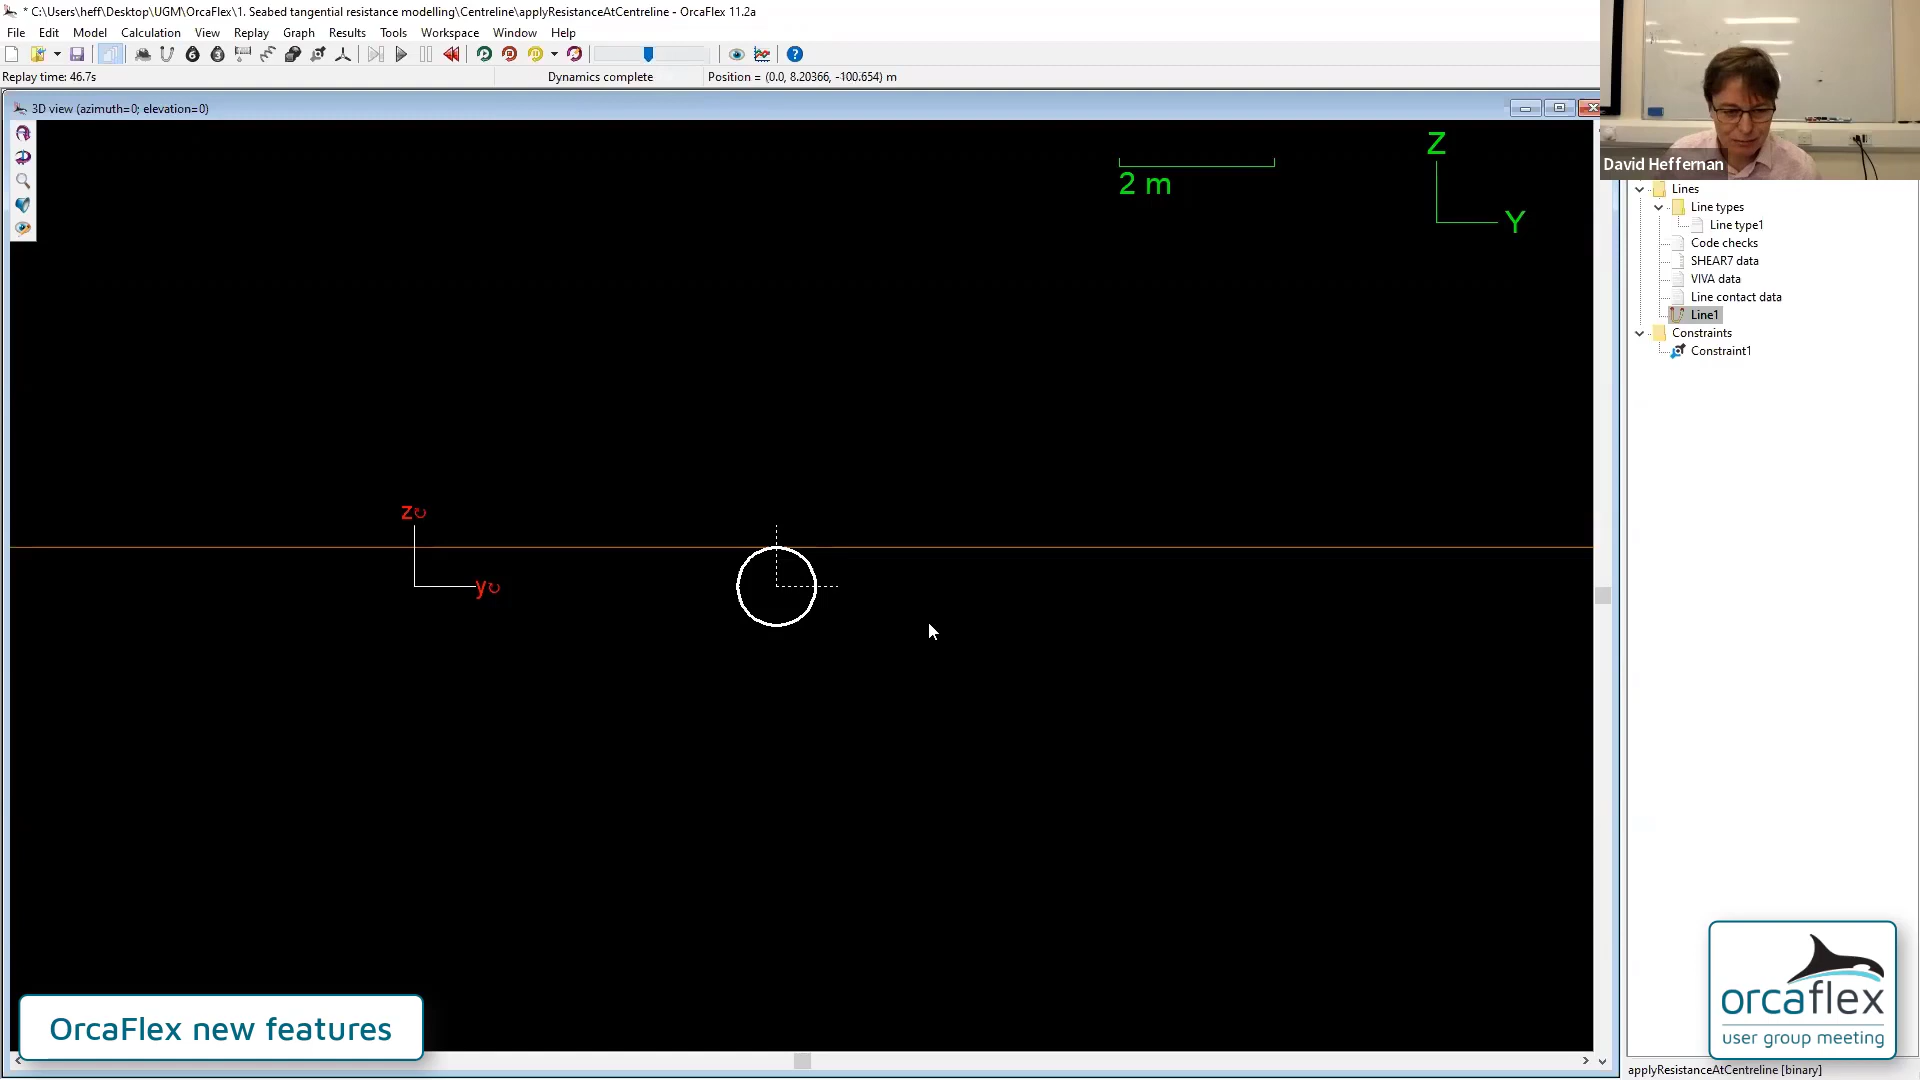 * C:\Users\heff\Desktop\UGM\OrcaFlex\1. Seabed tangential resistance modelling\Centreline\applyResistanceAtCentreline - OrcaFlex 11.2a
File Edit Model Calculation View Replay Graph Results Tools Workspace Window Help
Replay time: 46.7s Dynamics complete Position = (0.0, 8.20366, -100.654) m
3D view (azimuth=0; elevation=0)
2 m
Z
Y
z
y
David Heffernan
Lines
Line types
Line type1
Code checks
SHEAR7 data
VIVA data
Line contact data
Line1
Constraints
Constraint1
OrcaFlex new features
orcaflex
user group meeting
applyResistanceAtCentreline [binary]